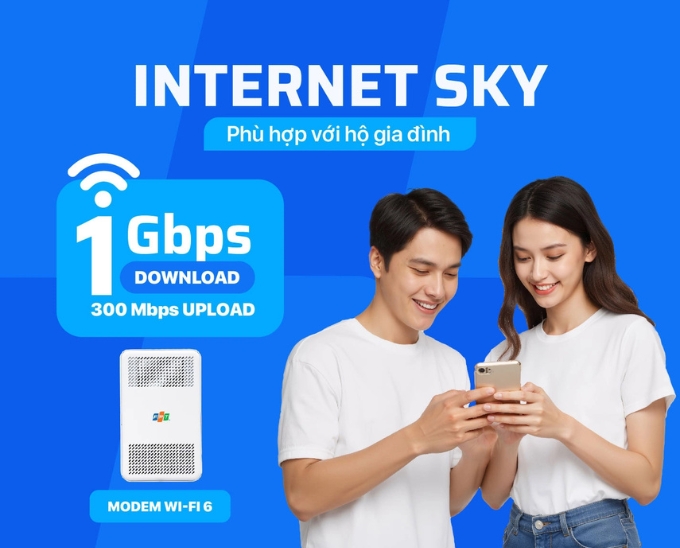 INTERNET SKY
Phù hợp với hộ gia đình
1 Gbps
DOWNLOAD
300 Mbps UPLOAD
FPT
MODEM WI-FI 6